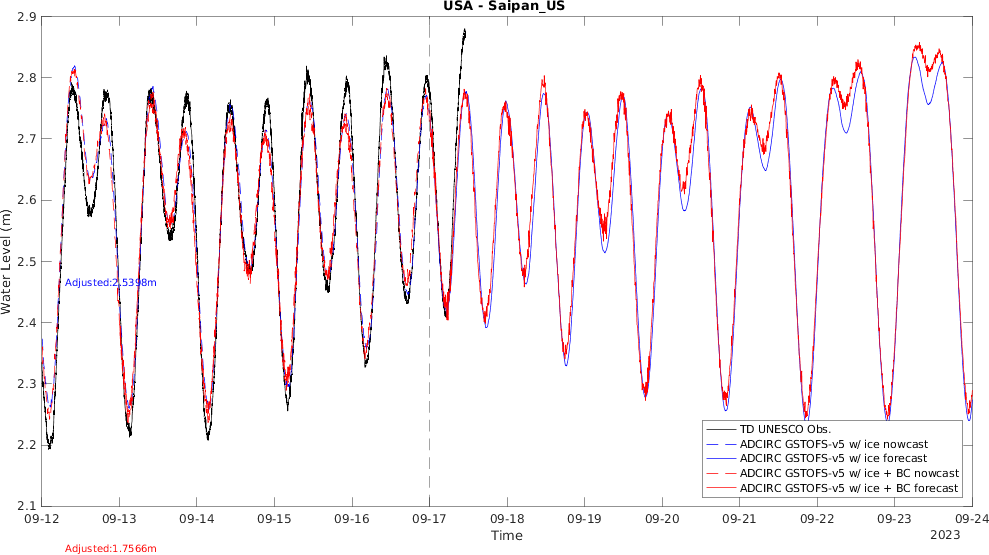 USA - Saipan_US
Water Level (m)
2.9
2.8
2.7
2.6
2.5
2.4
2.3
2.2
2.1
Adjusted:2.5398m
TD UNESCO Obs.
ADCIRC GSTOFS-v5 w/ ice nowcast
ADCIRC GSTOFS-v5 w/ ice forecast
ADCIRC GSTOFS-v5 w/ ice + BC nowcast
ADCIRC GSTOFS-v5 w/ ice + BC forecast
09-12 09-13 09-14 09-15 09-16 09-17 09-18 09-19 09-20 09-21 09-22 09-23 09-24
Time
2023
Adjusted:1.7566m